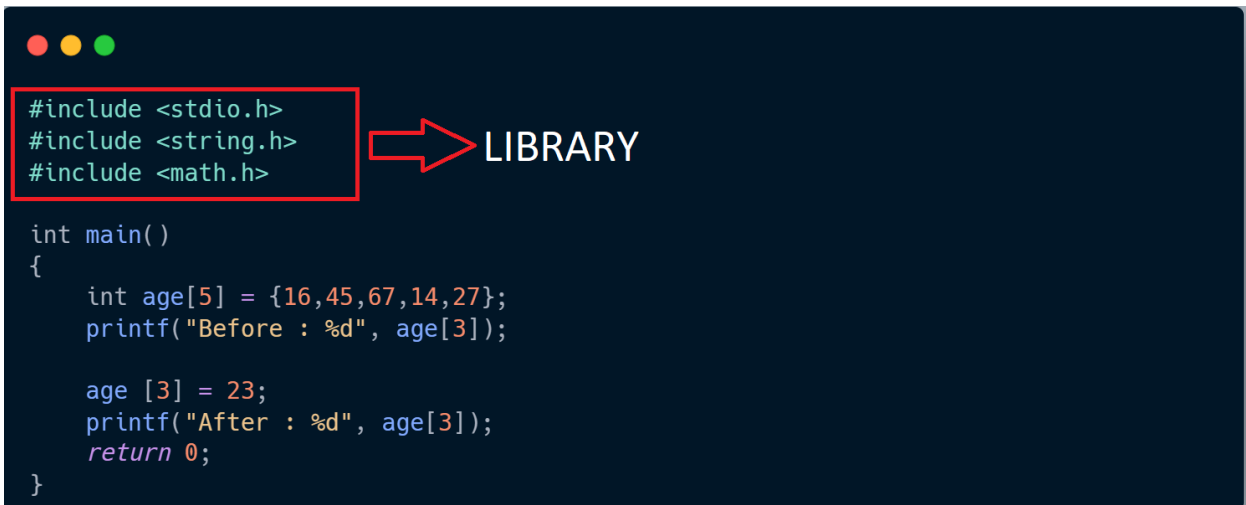 #include <stdio.h>
#include <string.h>
#include <math.h>
LIBRARY
int main()
{
    int age[5] = {16,45,67,14,27};
    printf("Before : %d", age[3]);
    age [3] = 23;
    printf("After : %d", age[3]);
    return 0;
}